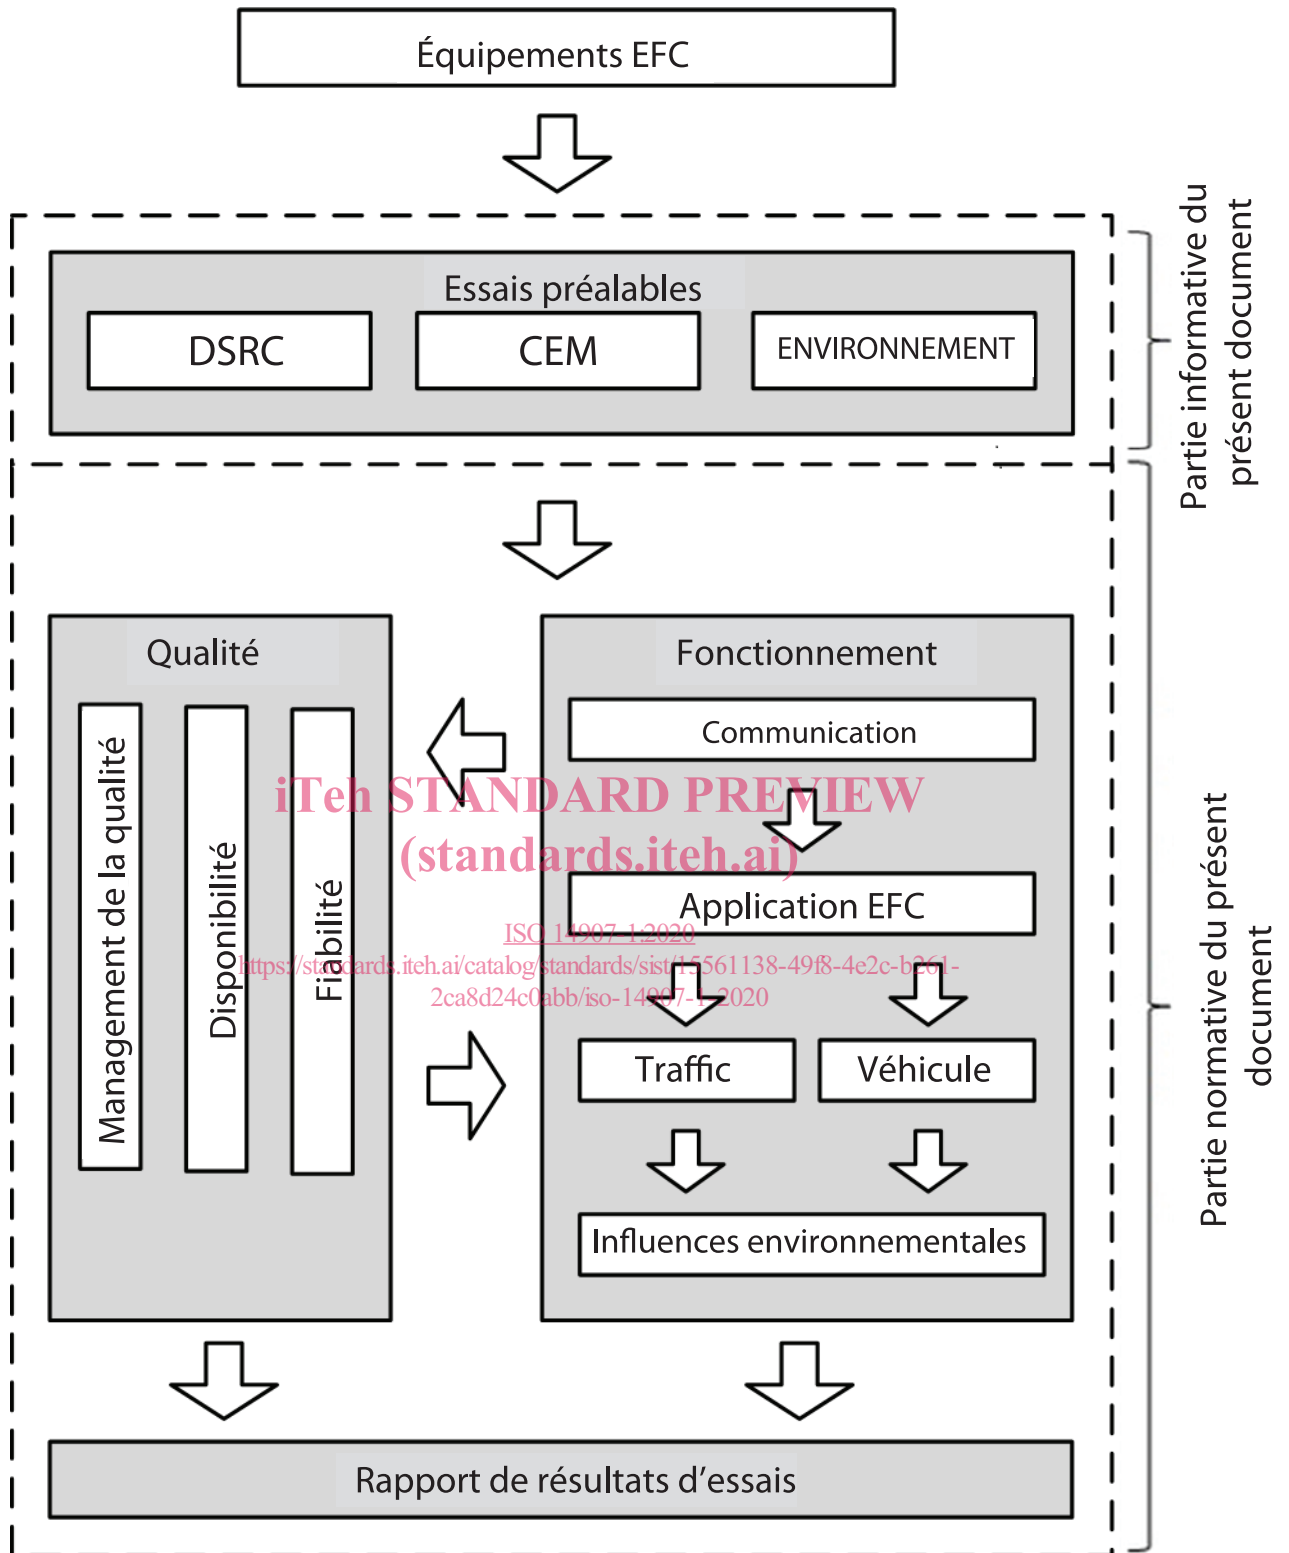 Équipements EFC
Essais préalables
DSRC
CEM
ENVIRONNEMENT
Partie informative du
présent document
Qualité
Management de la qualité
Disponibilité
Fiabilité
Fonctionnement
Communication
Application EFC
Traffic
Véhicule
Influences environnementales
Partie normative du présent
document
iTeh STANDARD PREVIEW
(standards.iteh.ai)
ISO 14907-1:2020
https://standards.iteh.ai/catalog/standards/sist/15561138-49f8-4e2c-b261-
2ca8d24c0abb/iso-14907-1-2020
Rapport de résultats d’essais